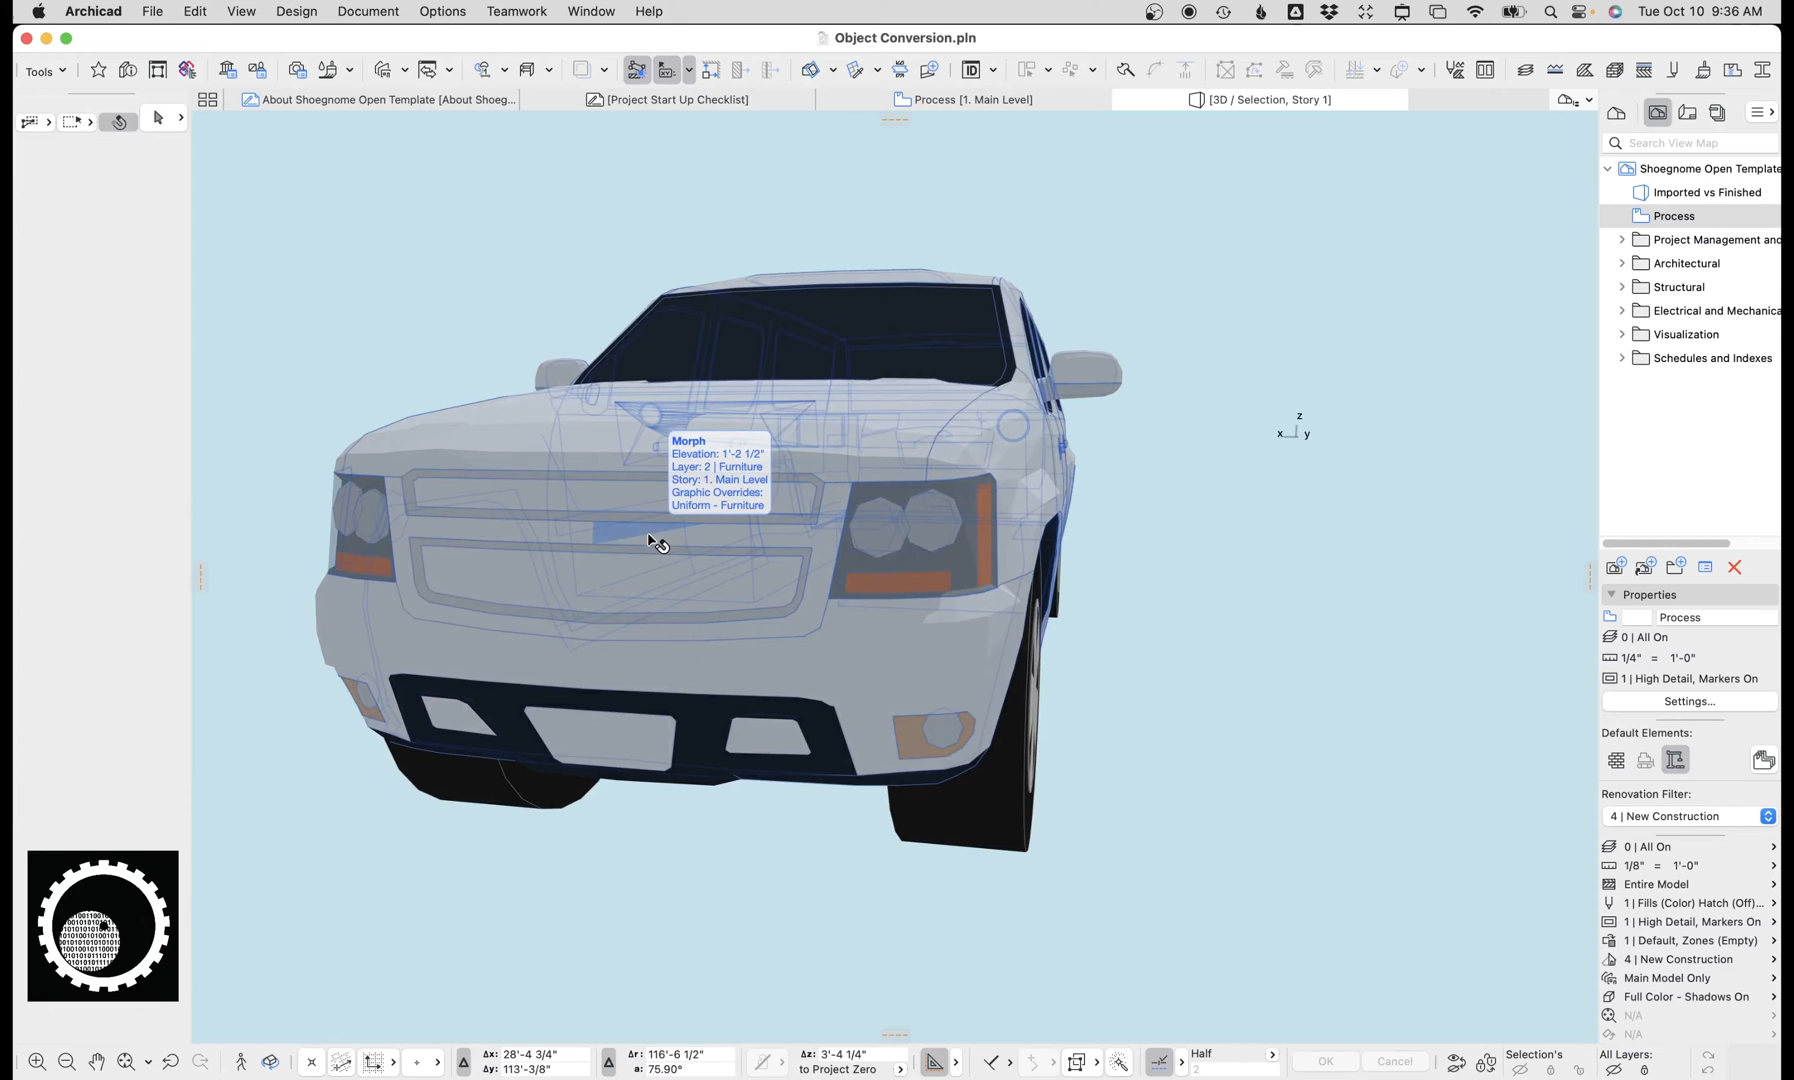 Archicad File Edit View Design Document Options Teamwork Window Help Tue Oct 10 9:36 AM
Object Conversion.pln
Tools
About Shoegnome Open Template [About Shoeg...
[Project Start Up Checklist]
Process [1. Main Level]
[3D / Selection, Story 1]
Search View Map
Shoegnome Open Template
Imported vs Finished
Process
Project Management and
Architectural
Structural
Electrical and Mechanica
Visualization
Schedules and Indexes
Morph
Elevation: 1'-2 1/2"
Layer: 2 | Furniture
Story: 1. Main Level
Graphic Overrides:
Uniform - Furniture
z
x y
Properties
Process
0 | All On
1/4" = 1'-0"
1 | High Detail, Markers On
Settings...
Default Elements:
Renovation Filter:
4 | New Construction
0 | All On
1/8" = 1'-0"
Entire Model
1 | Fills (Color) Hatch (Off)...
1 | High Detail, Markers On
1 | Default, Zones (Empty)
4 | New Construction
Main Model Only
Full Color - Shadows On
N/A
N/A
Δx: 28'-4 3/4"
Δy: 113'-3/8"
Δr: 116'-6 1/2"
a: 75.90°
Δz: 3'-4 1/4"
to Project Zero
Half
2
OK
Cancel
Selection's
All Layers: